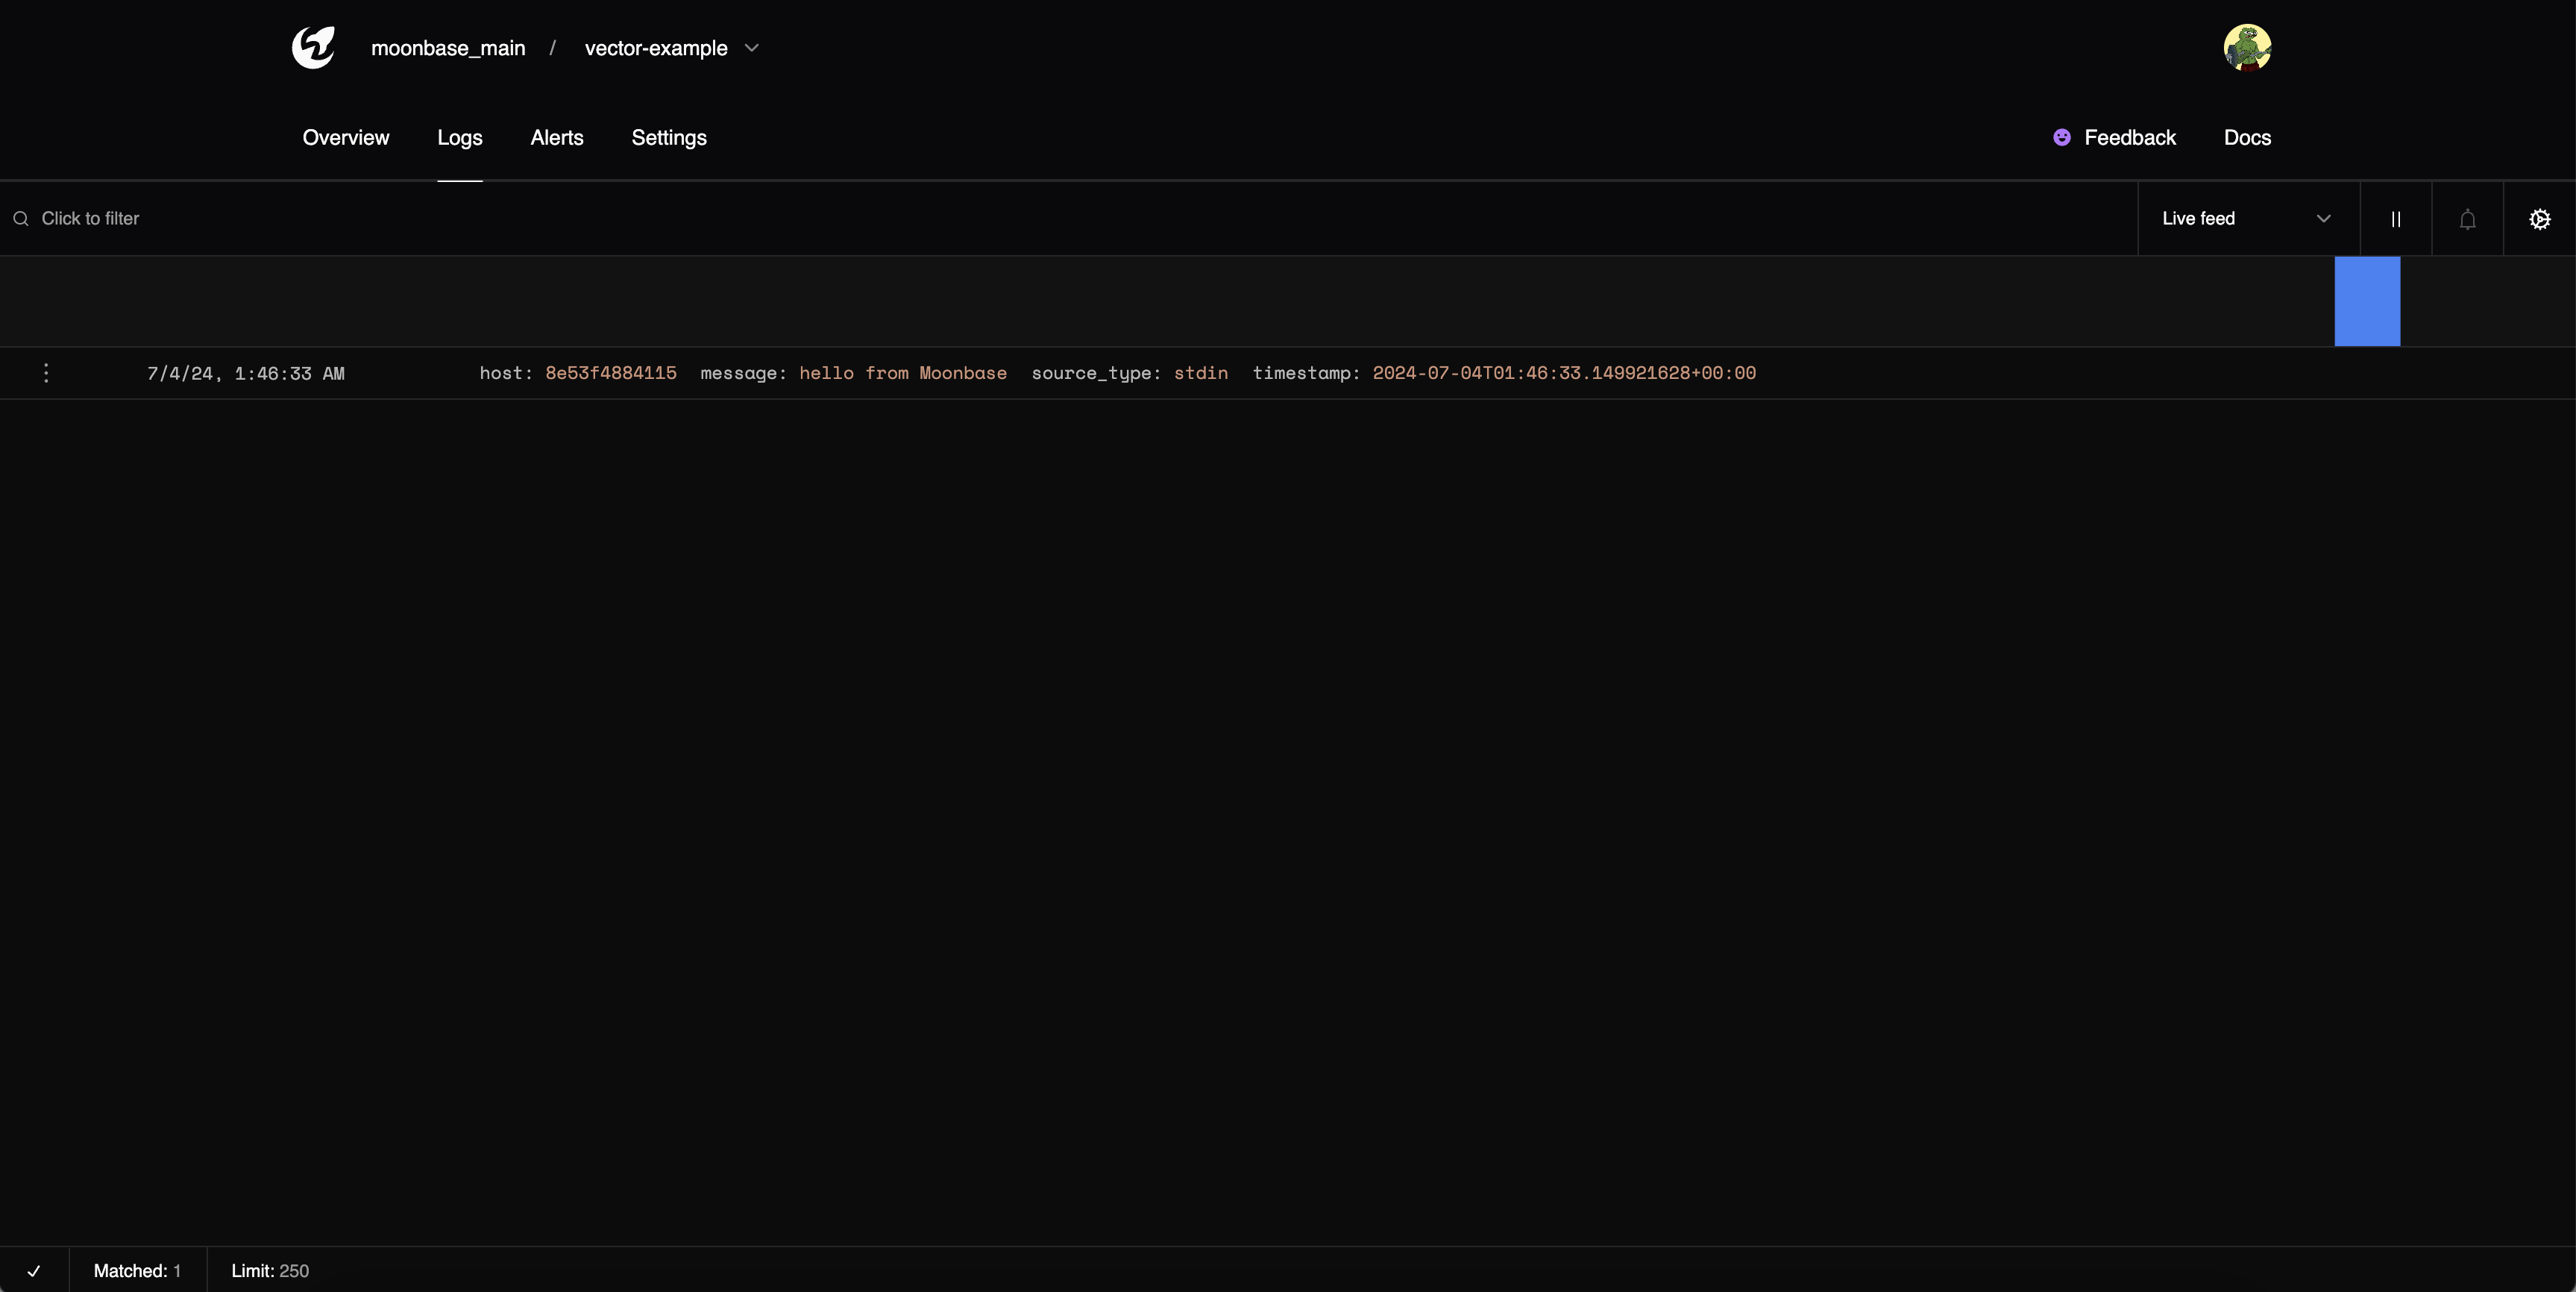 moonbase_main / vector-example
Overview Logs Alerts Settings Feedback Docs
Click to filter Live feed
7/4/24, 1:46:33 AM host: 8e53f4884115 message: hello from Moonbase source_type: stdin timestamp: 2024-07-04T01:46:33.149921628+00:00
Matched: 1 Limit: 250